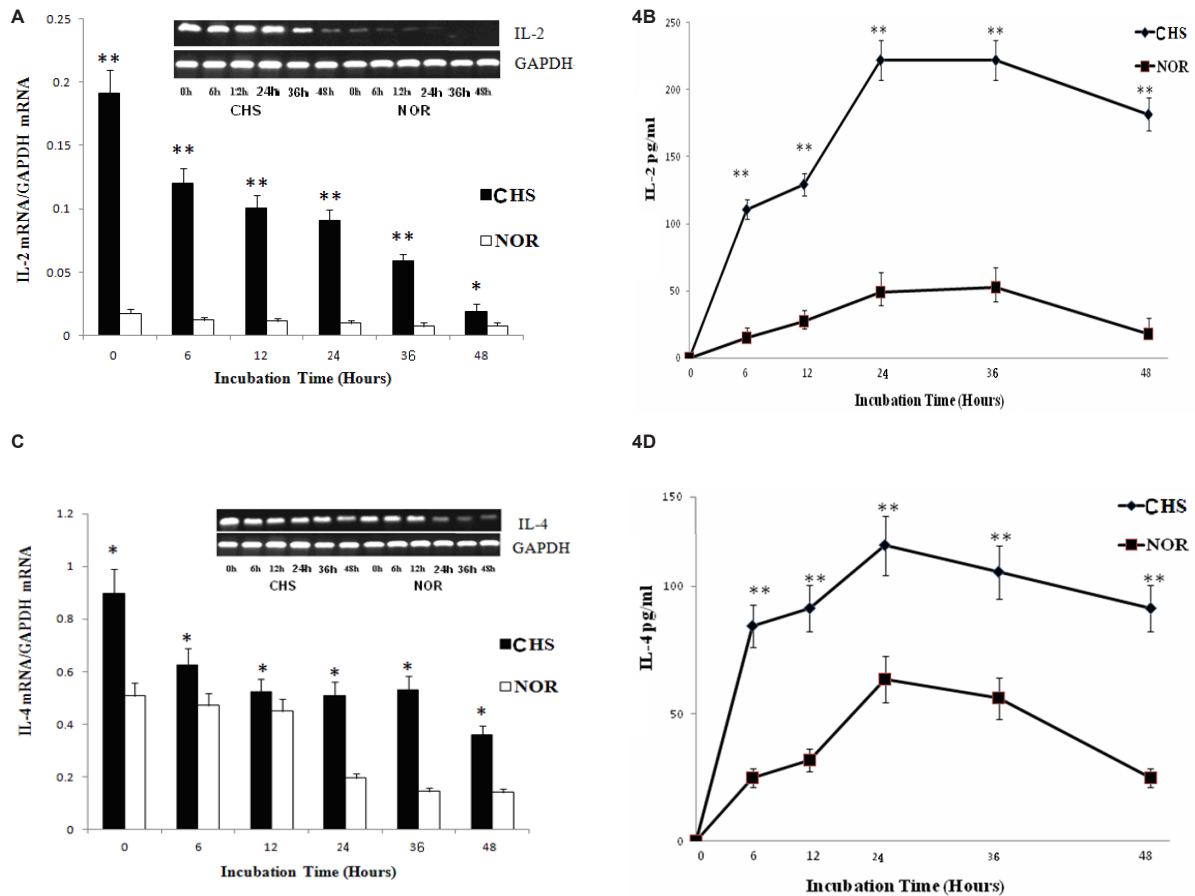 A
0.25
0.2
0.15
0.1
0.05
0
IL-2 mRNA/GAPDH mRNA
IL-2
GAPDH
0h 6h 12h 24h 36h 48h 0h 6h 12h 24h 36h 48h
CHS NOR
** ** ** ** ** *
CHS
NOR
0 6 12 24 36 48
Incubation Time (Hours)
4B
250
200
150
100
50
0
IL-2 pg/ml
** ** ** ** **
CHS
NOR
0 6 12 24 36 48
Incubation Time (Hours)
C
1.2
1
0.8
0.6
0.4
0.2
0
IL-4 mRNA/GAPDH mRNA
IL-4
GAPDH
0h 6h 12h 24h 36h 48h 0h 6h 12h 24h 36h 48h
CHS NOR
* * * * * *
CHS
NOR
0 6 12 24 36 48
Incubation Time (Hours)
4D
150
100
50
0
IL-4 pg/ml
** ** ** ** **
CHS
NOR
0 6 12 24 36 48
Incubation Time (Hours)